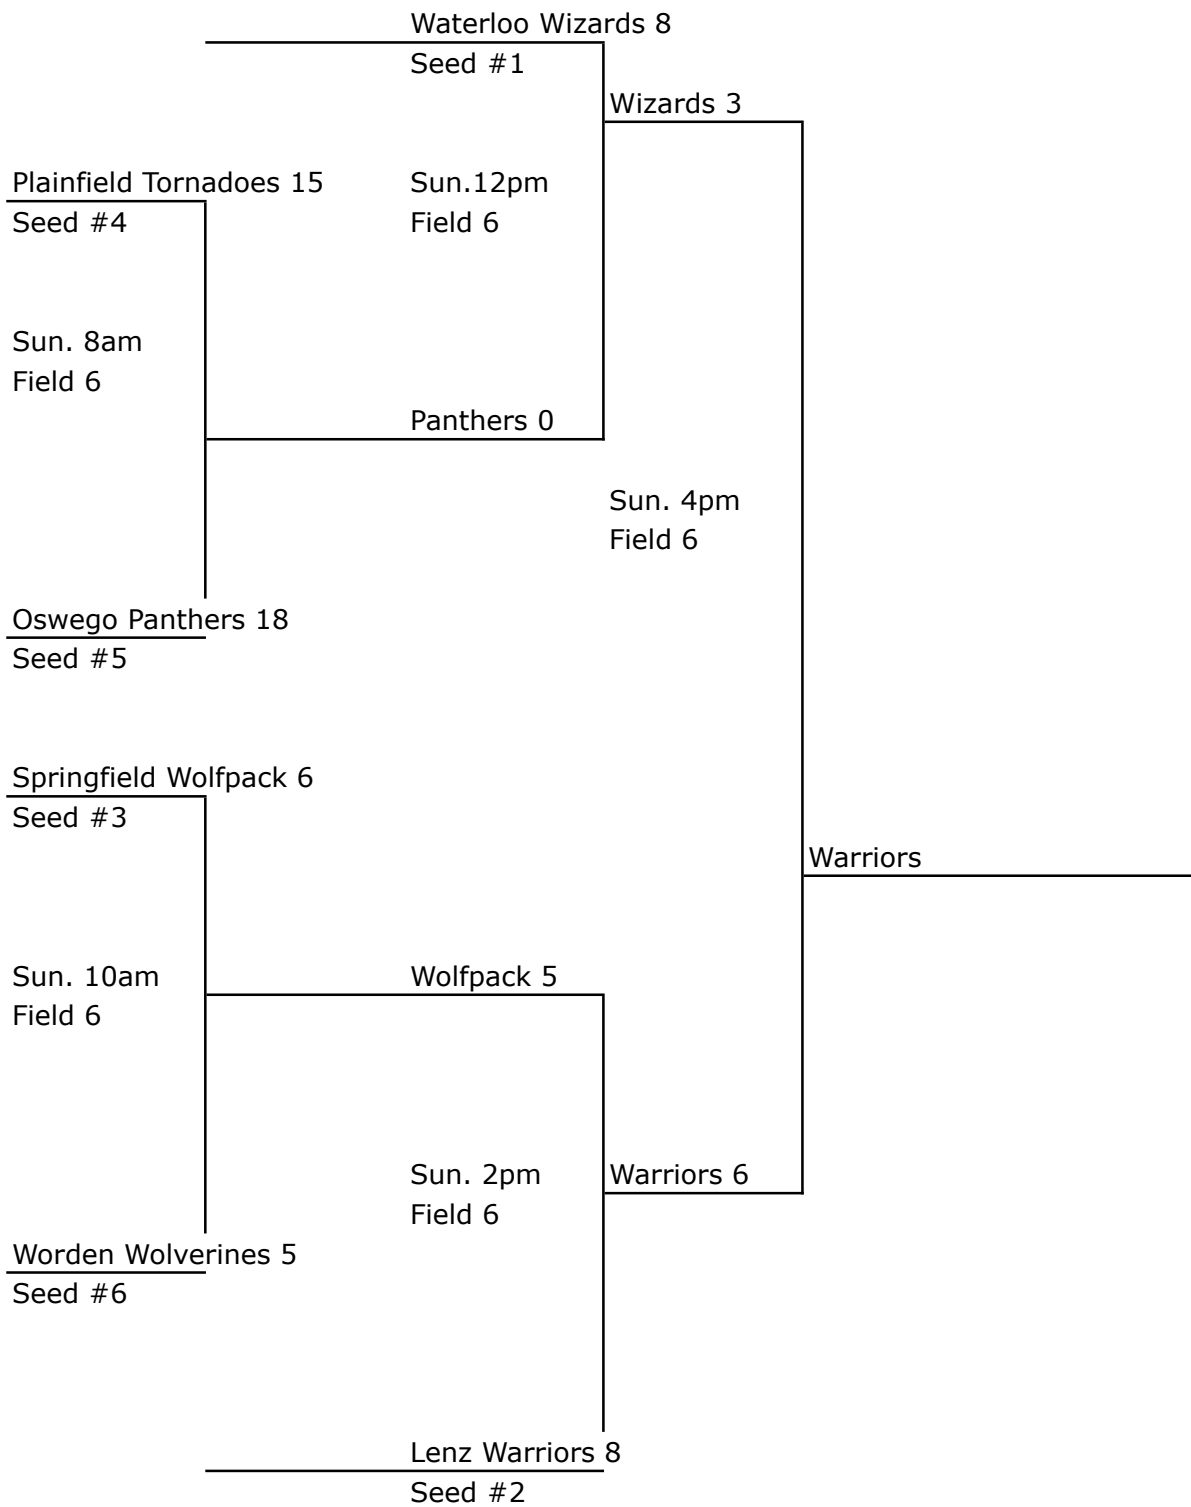 Waterloo Wizards 8
Seed #1
Wizards 3
Plainfield Tornadoes 15
Sun.12pm
Seed #4
Field 6
Sun. 8am
Field 6
Panthers 0
Sun. 4pm
Field 6
Oswego Panthers 18
Seed #5
Springfield Wolfpack 6
Seed #3
Warriors
Sun. 10am
Wolfpack 5
Field 6
Sun. 2pm
Warriors 6
Field 6
Worden Wolverines 5
Seed #6
Lenz Warriors 8
Seed #2